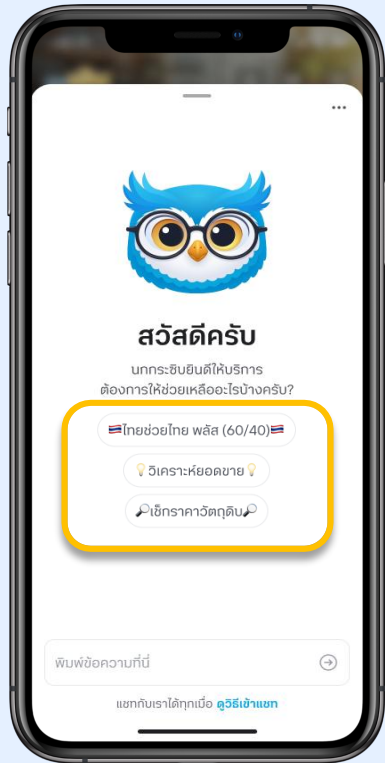 สวัสดีครับ
นกกระซิบยินดีให้บริการ
ต้องการให้ช่วยเหลืออะไรบ้างครับ?
🇹🇭ไทยช่วยไทย พลัส (60/40)🇹🇭
💡วิเคราะห์ยอดขาย💡
🔎เช็กราคาวัตถุดิบ🔎
พิมพ์ข้อความที่นี่
แชทกับเราได้ทุกเมื่อ ดูวิธีเข้าแชท